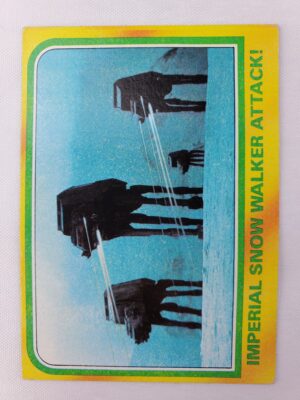 IMPERIAL SNOW WALKER ATTACK!